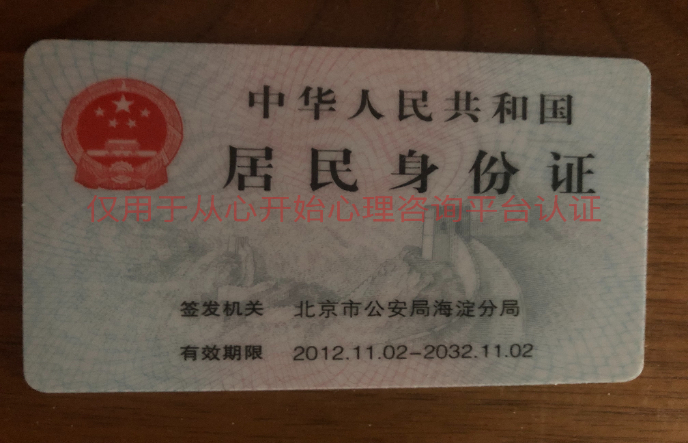 中华人民共和国
居民身份证
仅用于从心开始心理咨询平台认证
签发机关 北京市公安局海淀分局
有效期限 2012.11.02-2032.11.02